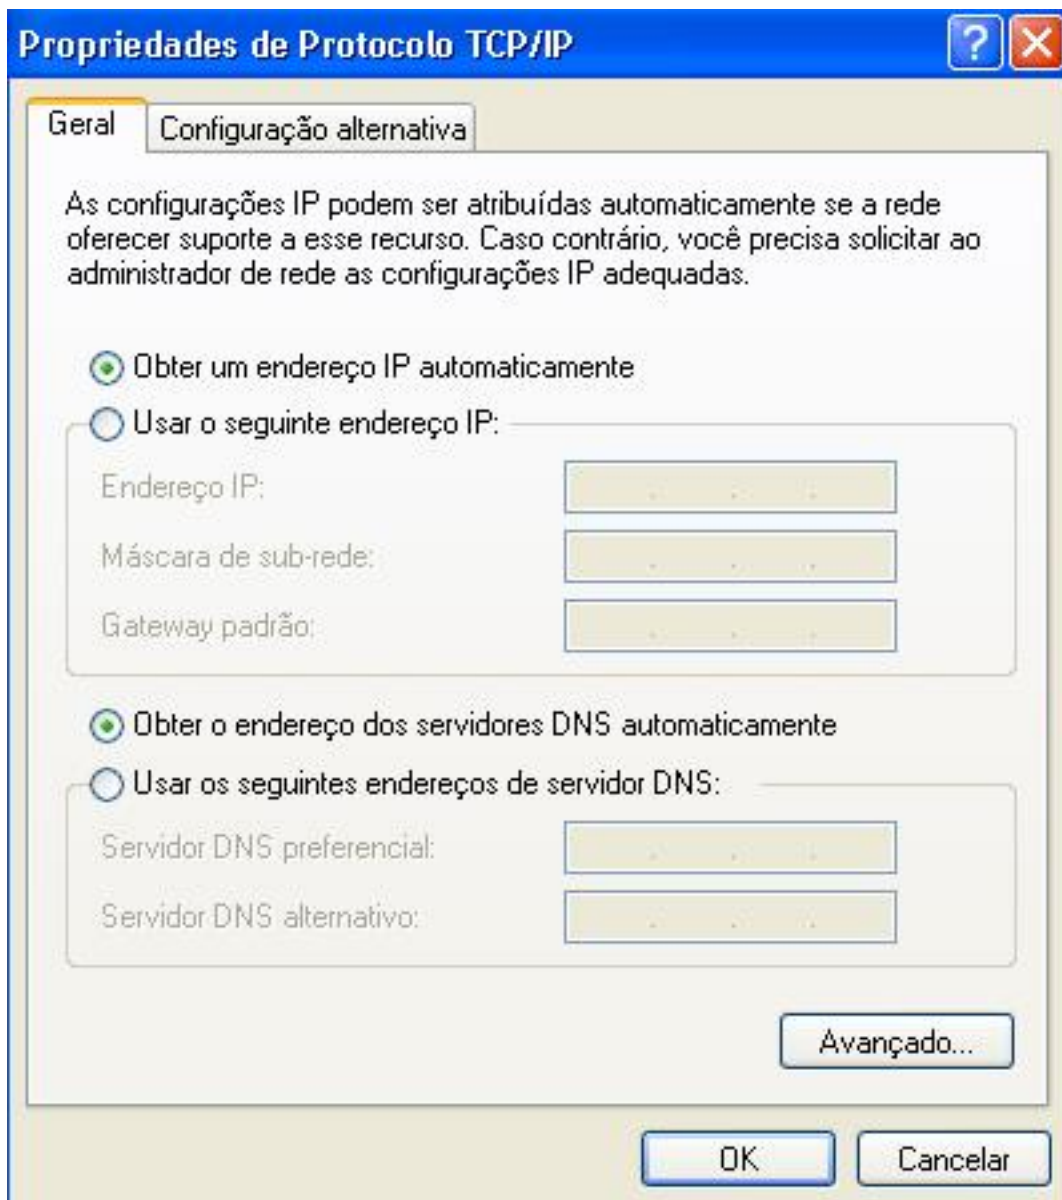 Propriedades de Protocolo TCP/IP
?
Geral
Configuração alternativa
As configurações IP podem ser atribuídas automaticamente se a rede
oferecer suporte a esse recurso. Caso contrário, você precisa solicitar ao
administrador de rede as configurações IP adequadas.
Obter um endereço IP automaticamente
Usar o seguinte endereço IP:
Endereço IP:
Máscara de sub-rede:
Gateway padrão:
Obter o endereço dos servidores DNS automaticamente
Usar os seguintes endereços de servidor DNS:
Servidor DNS preferencial:
Servidor DNS alternativo:
Avançado...
OK
Cancelar